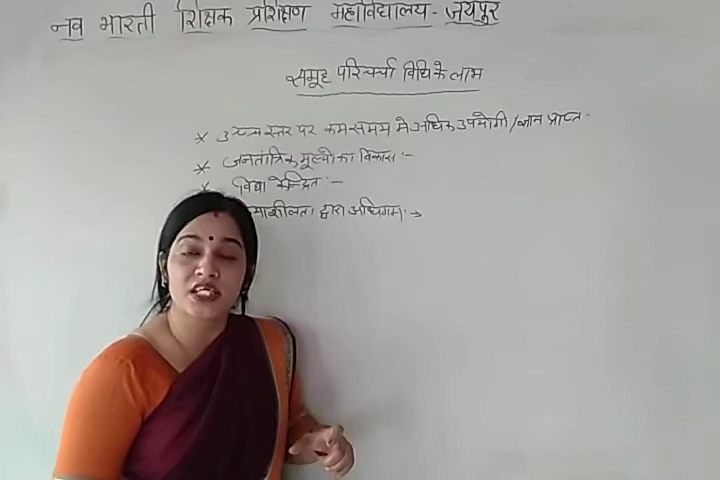 नव भारती शिक्षक प्रशिक्षण महाविद्यालय - जयपुर
समूह परिचर्चा विधि के लाभ
* उच्च स्तर पर कम समय मे अधिक उपयोगी / ज्ञान प्राप्त -
* जनतांत्रिक मूल्यो का विकास :-
* विद्या केन्द्रित :-
द्वारा अधिगम : →